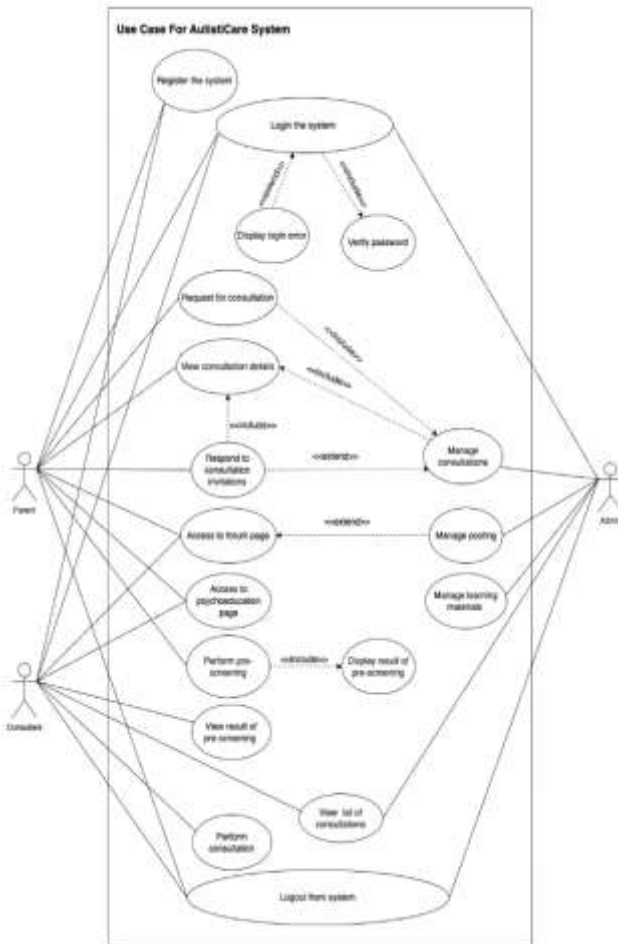 Use Case For AutistiCare System
Register the system
Login the system
<<extend>>
<<include>>
Display login error
Verify password
Request for consultation
<<include>>
View consultation details
<<include>>
<<include>>
Respond to
consultation
invitations
<<extend>>
Manage
consultations
Parent
Admin
Access to forum page
<<extend>>
Manage posting
Access to
psychoeducation
page
Manage learning
materials
Perform pre-
screening
<<include>>
Display result of
pre-screening
View result of
pre-screening
View list of
consultations
Perform
consultation
Logout from system